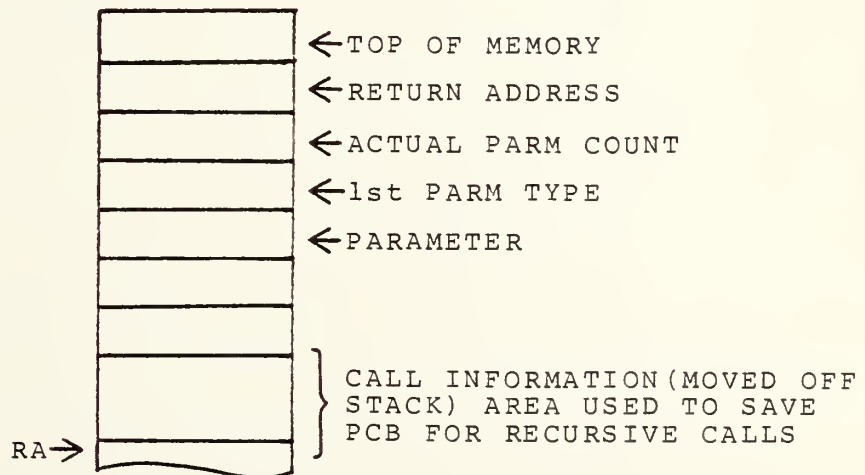 ←TOP OF MEMORY
←RETURN ADDRESS
←ACTUAL PARM COUNT
←1st PARM TYPE
←PARAMETER
CALL INFORMATION(MOVED OFF
STACK) AREA USED TO SAVE
PCB FOR RECURSIVE CALLS
RA→